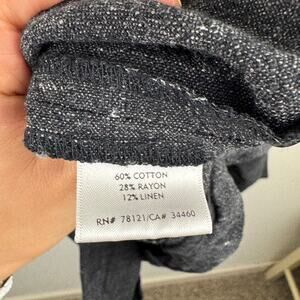 60% COTTON
28% RAYON
12% LINEN
RN# 78121/CA# 34460